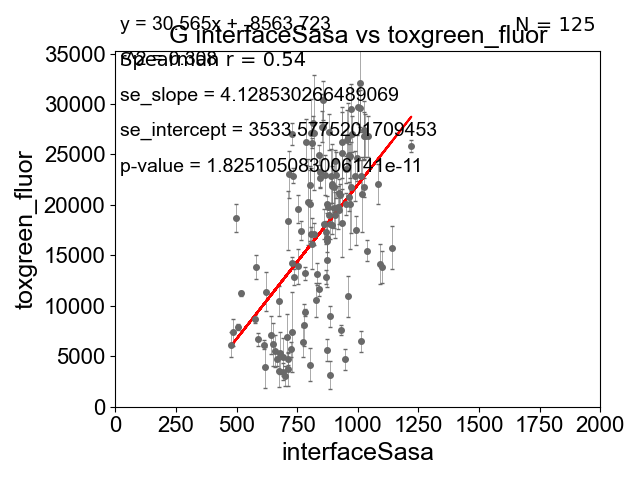 y = 30.565x + -8563.723
N = 125
G interfaceSasa vs toxgreen_fluor
Spearman r = 0.54
se_slope = 4.128530266489069
se_intercept = 3533.5775201709453
p-value = 1.825105083006141e-11
toxgreen_fluor
35000
30000
25000
20000
15000
10000
5000
0
0
250
500
750
1000
1250
1500
1750
2000
interfaceSasa